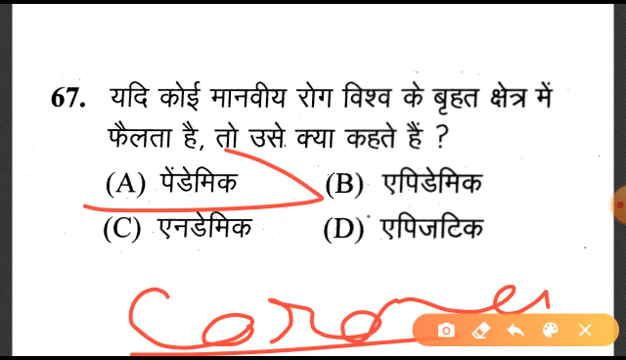 67. यदि कोई मानवीय रोग विश्व के बृहत क्षेत्र में
फैलता है, तो उसे क्या कहते हैं ?
(A) पेंडेमिक (B) एपिडेमिक
(C) एनडेमिक (D) एपिजटिक
Corona